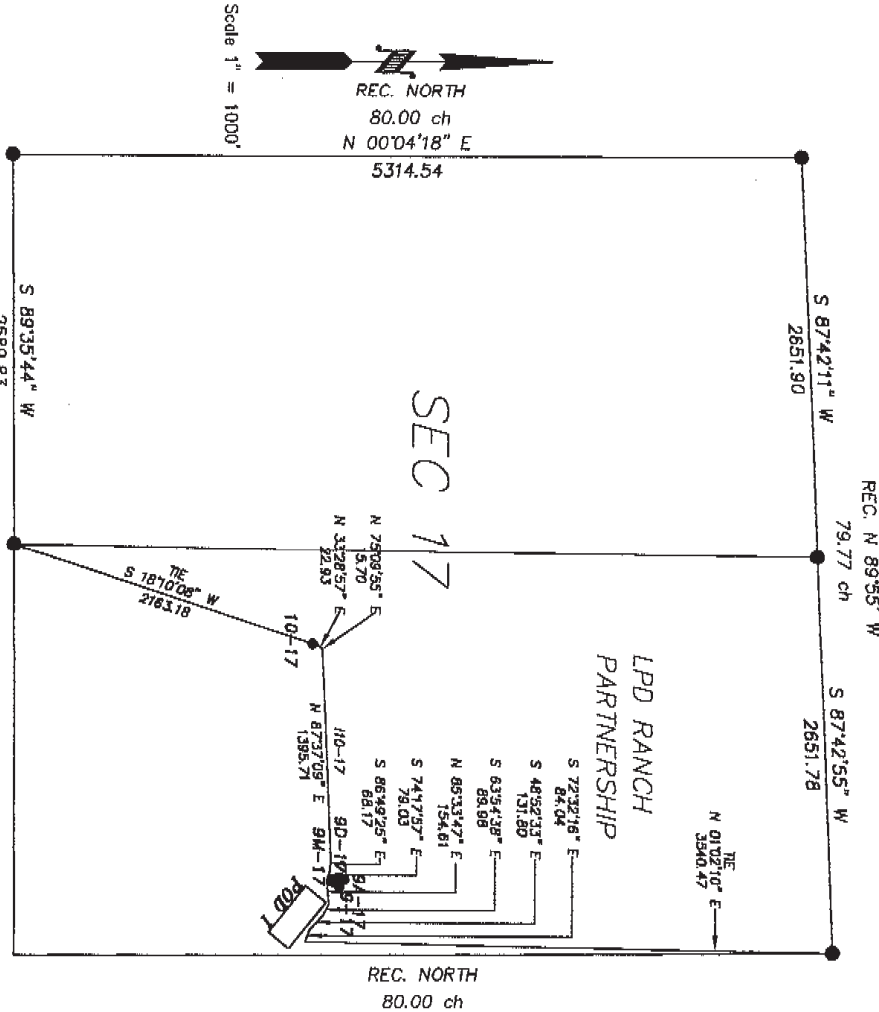 Scale 1" = 1000'
REC. NORTH
80.00 ch
N 00°04'18" E
5314.54
S 87°42'11" W
2651.90
REC. N 89°55' W
79.77 ch
S 87°42'55" W
2651.78
SEC 17
LPD RANCH
PARTNERSHIP
TIE
N 01°02'10" E
3540.47
N 75°09'55" E
5.70
N 33°28'57" E
22.93
TIE
S 18°10'06" W
2163.18
10-17
110-17
N 87°37'09" E
1395.71
S 72°32'16" E
84.04
S 48°52'33" E
131.80
S 63°54'38" E
89.98
N 85°33'47" E
154.61
S 74°17'57" E
79.03
S 86°49'25" E
68.17
9M-17
POD 1
S 89°35'44" W
REC. NORTH
80.00 ch